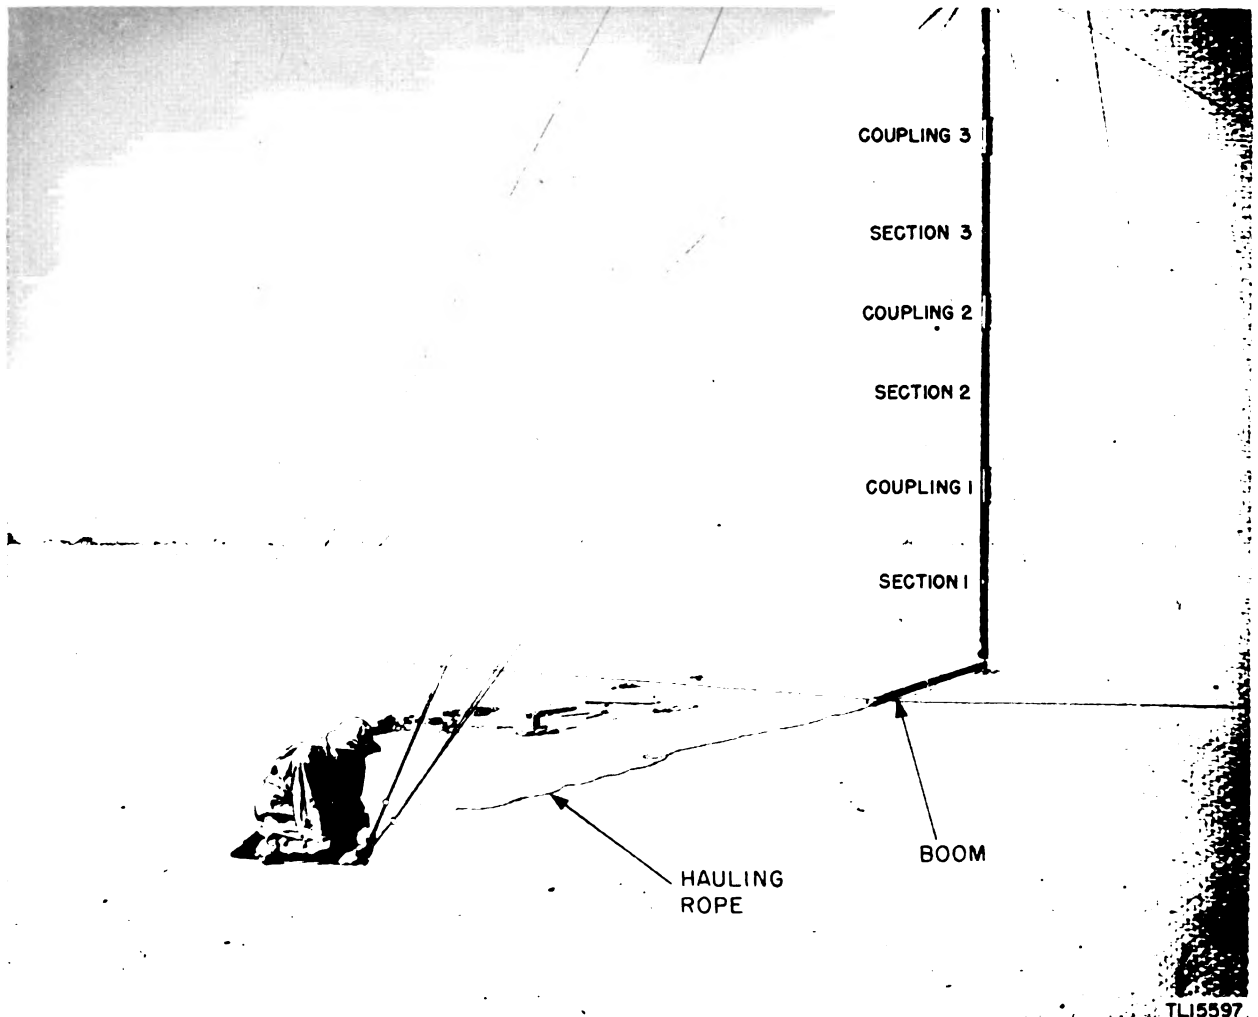 COUPLING 3
SECTION 3
COUPLING 2
SECTION 2
COUPLING 1
SECTION 1
BOOM
HAULING
ROPE
TL15597